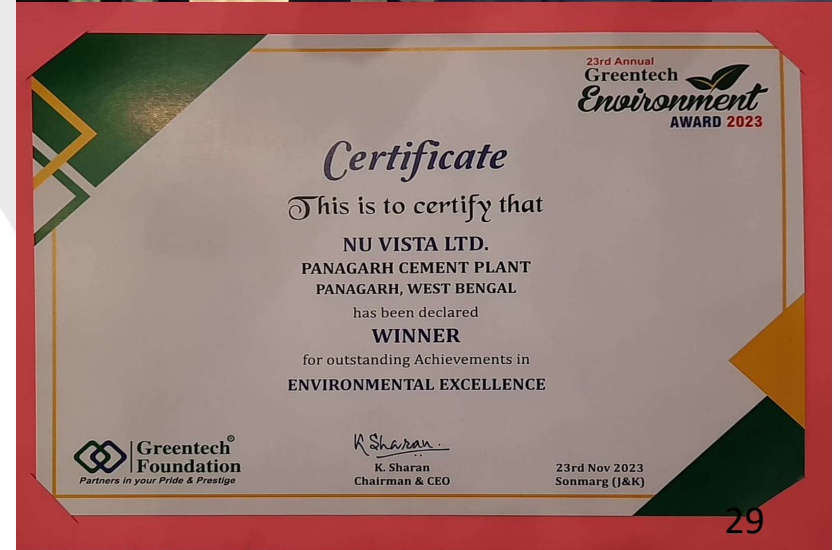 23rd Annual
Greentech
Environment
AWARD 2023
Certificate
This is to certify that
NU VISTA LTD.
PANAGARH CEMENT PLANT
PANAGARH, WEST BENGAL
has been declared
WINNER
for outstanding Achievements in
ENVIRONMENTAL EXCELLENCE
Greentech®
Foundation
Partners in your Pride & Prestige
K Sharan.
K. Sharan
Chairman & CEO
23rd Nov 2023
Sonmarg (J&K)
29